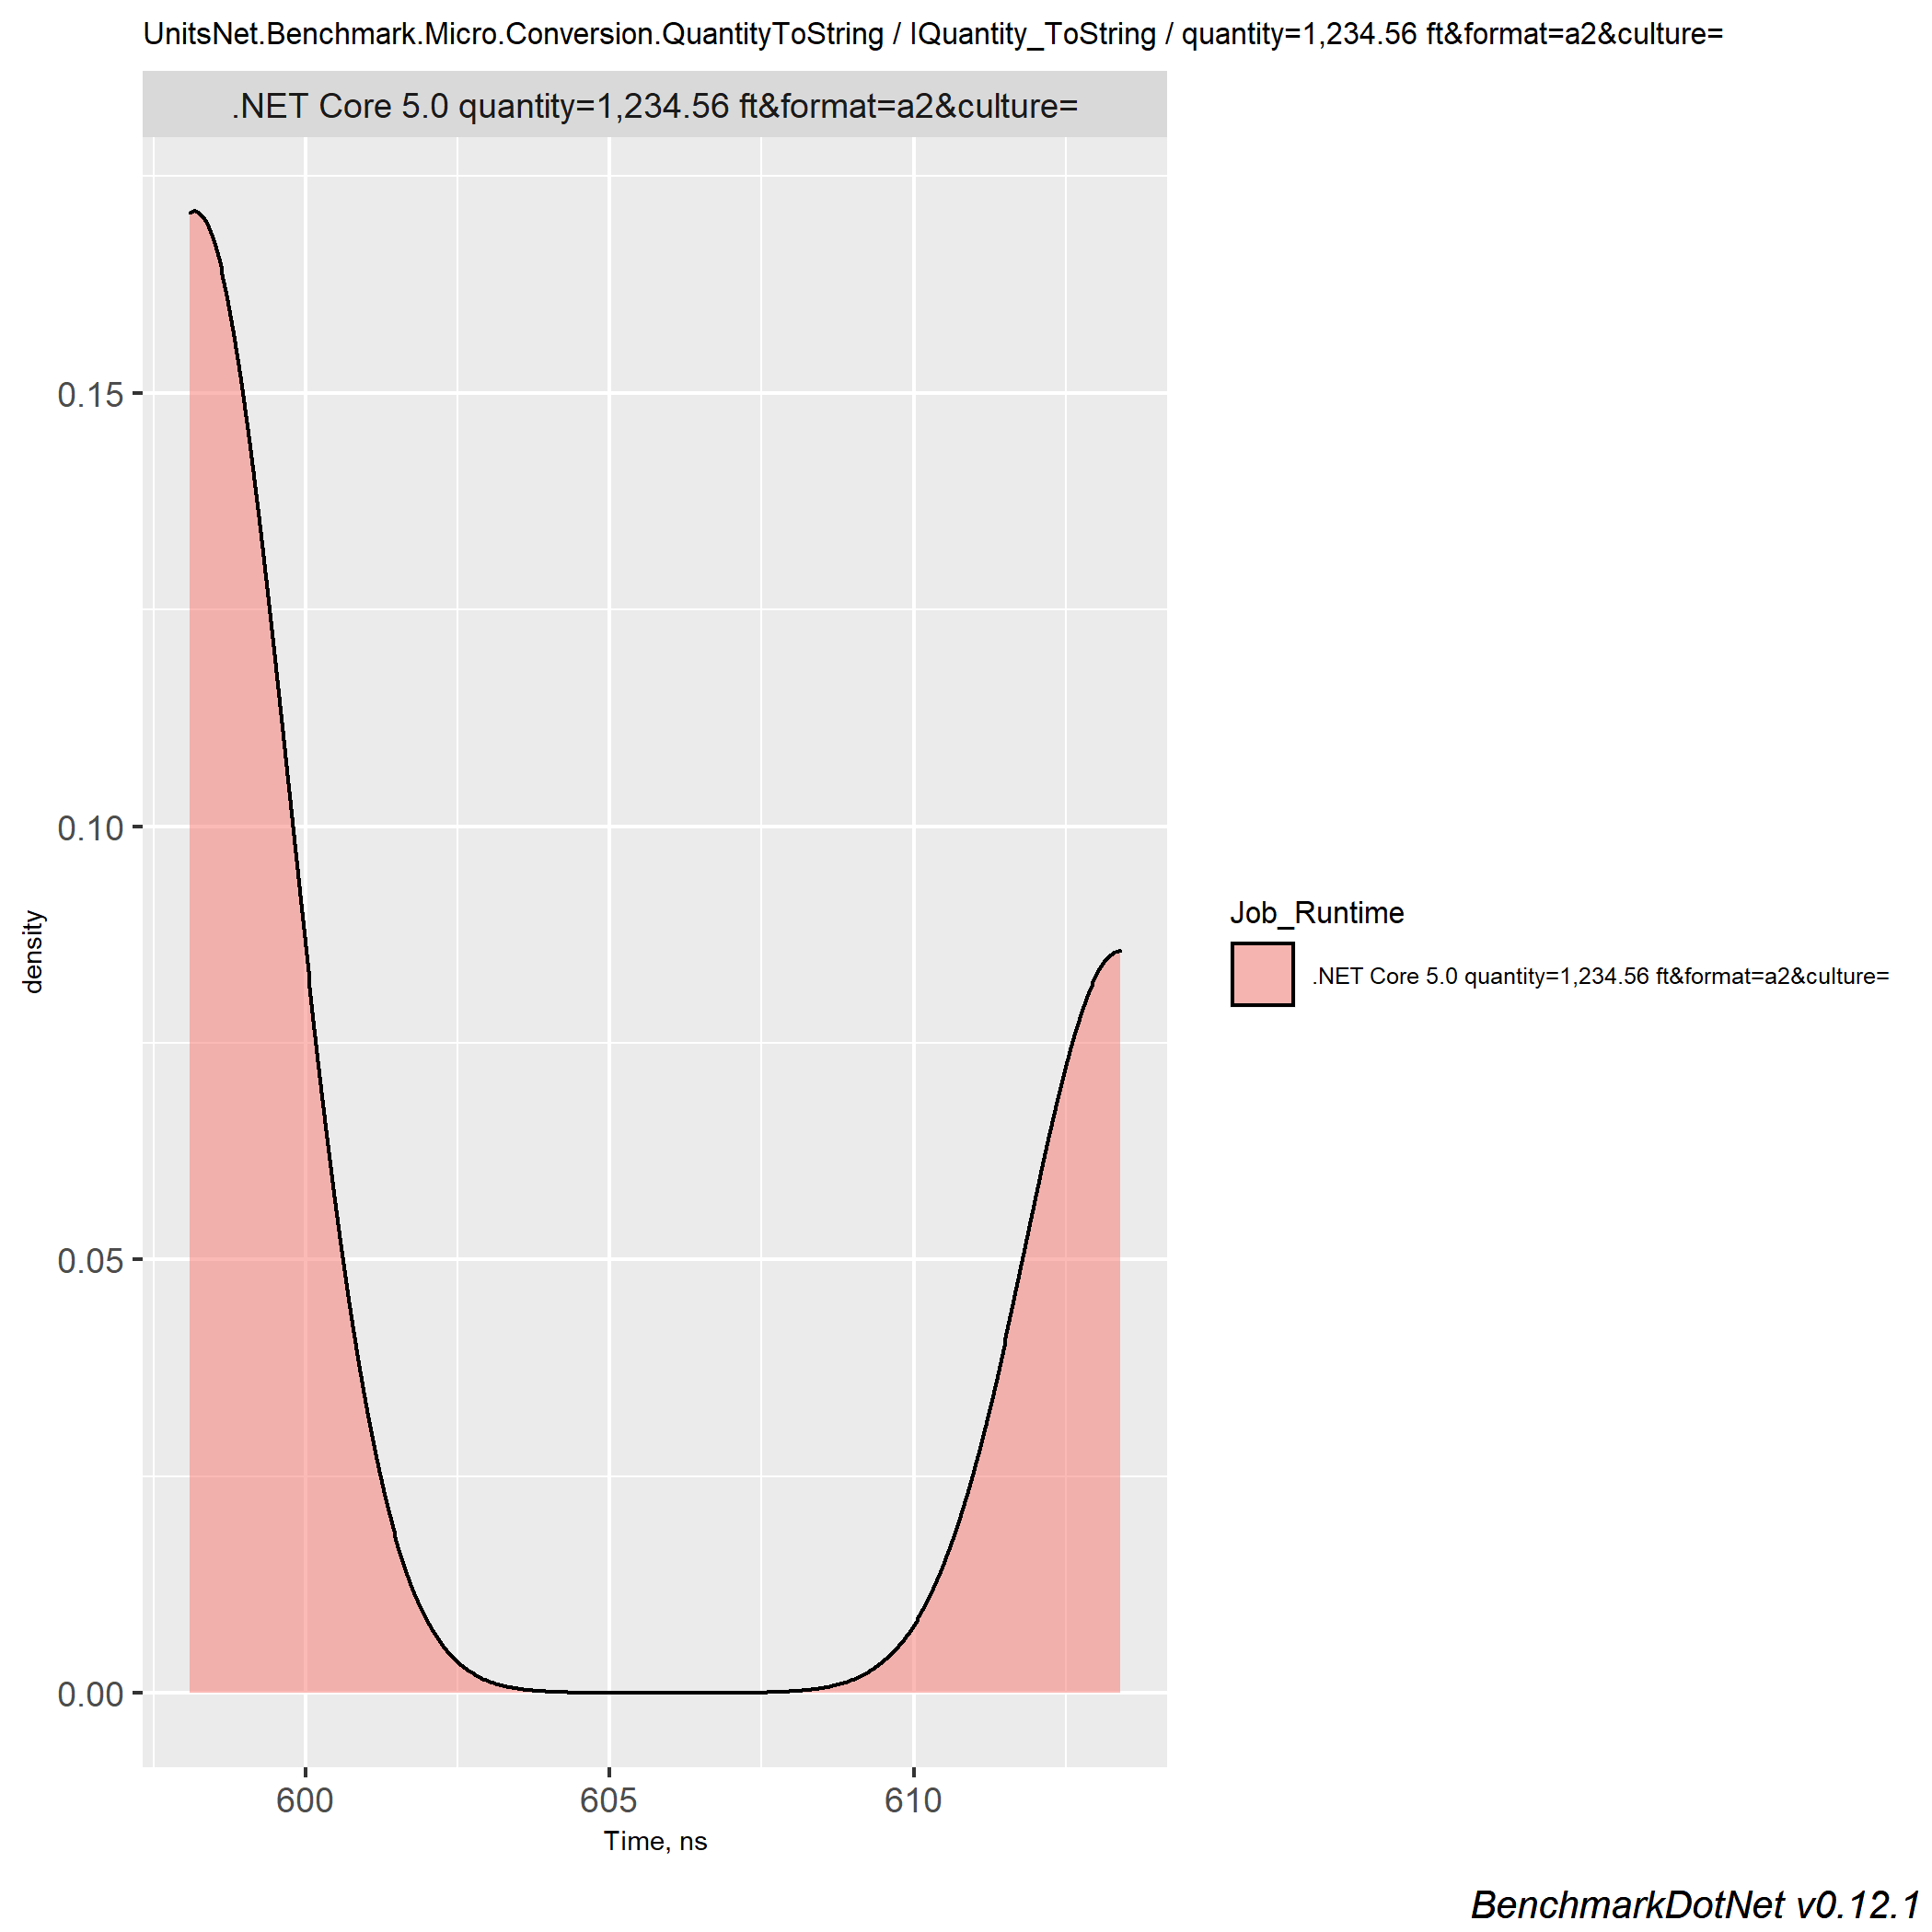 UnitsNet.Benchmark.Micro.Conversion.QuantityToString / IQuantity_ToString / quantity=1,234.56 ft&format=a2&culture=
.NET Core 5.0 quantity=1,234.56 ft&format=a2&culture=
0.15
0.10
0.05
0.00
density
600
605
610
Time, ns
Job_Runtime
.NET Core 5.0 quantity=1,234.56 ft&format=a2&culture=
BenchmarkDotNet v0.12.1